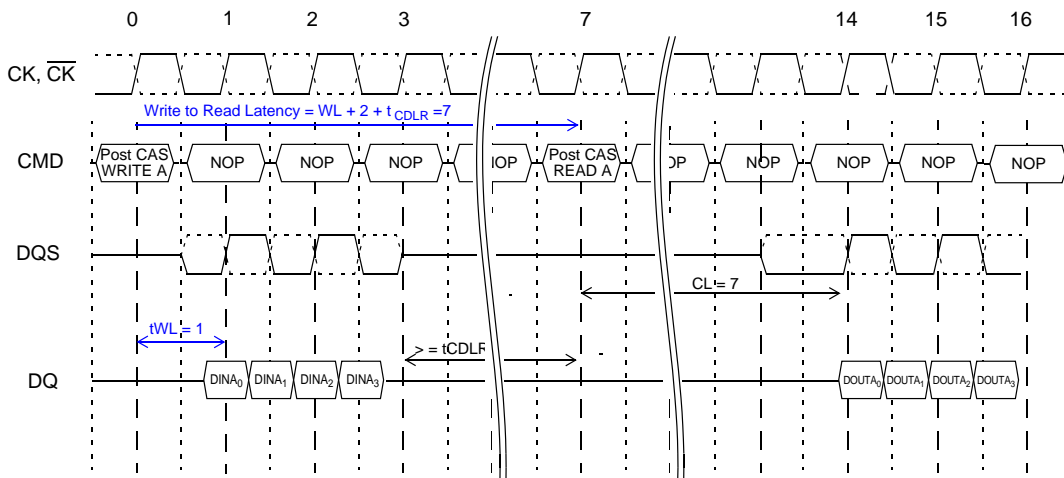 0 1 2 3 7 14 15 16
CK, CK
Write to Read Latency = WL + 2 + tCDLR =7
CMD
Post CAS
WRITE A
NOP
NOP
NOP
NOP
Post CAS
READ A
NOP
NOP
NOP
NOP
NOP
DQS
CL = 7
tWL = 1
> = tCDLR
DQ
DINA0 DINA1 DINA2 DINA3
DOUTA0 DOUTA1 DOUTA2 DOUTA3